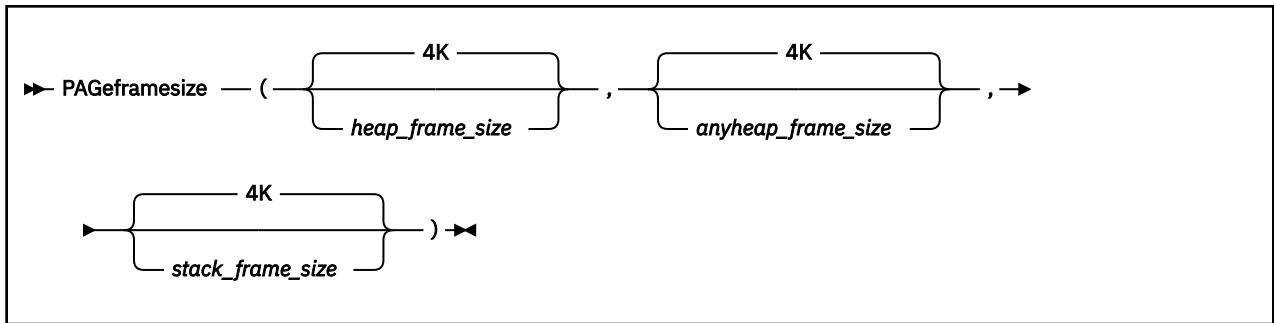 4K 4K
PAGeframesize ( , ,
heap_frame_size anyheap_frame_size
4K
)
stack_frame_size